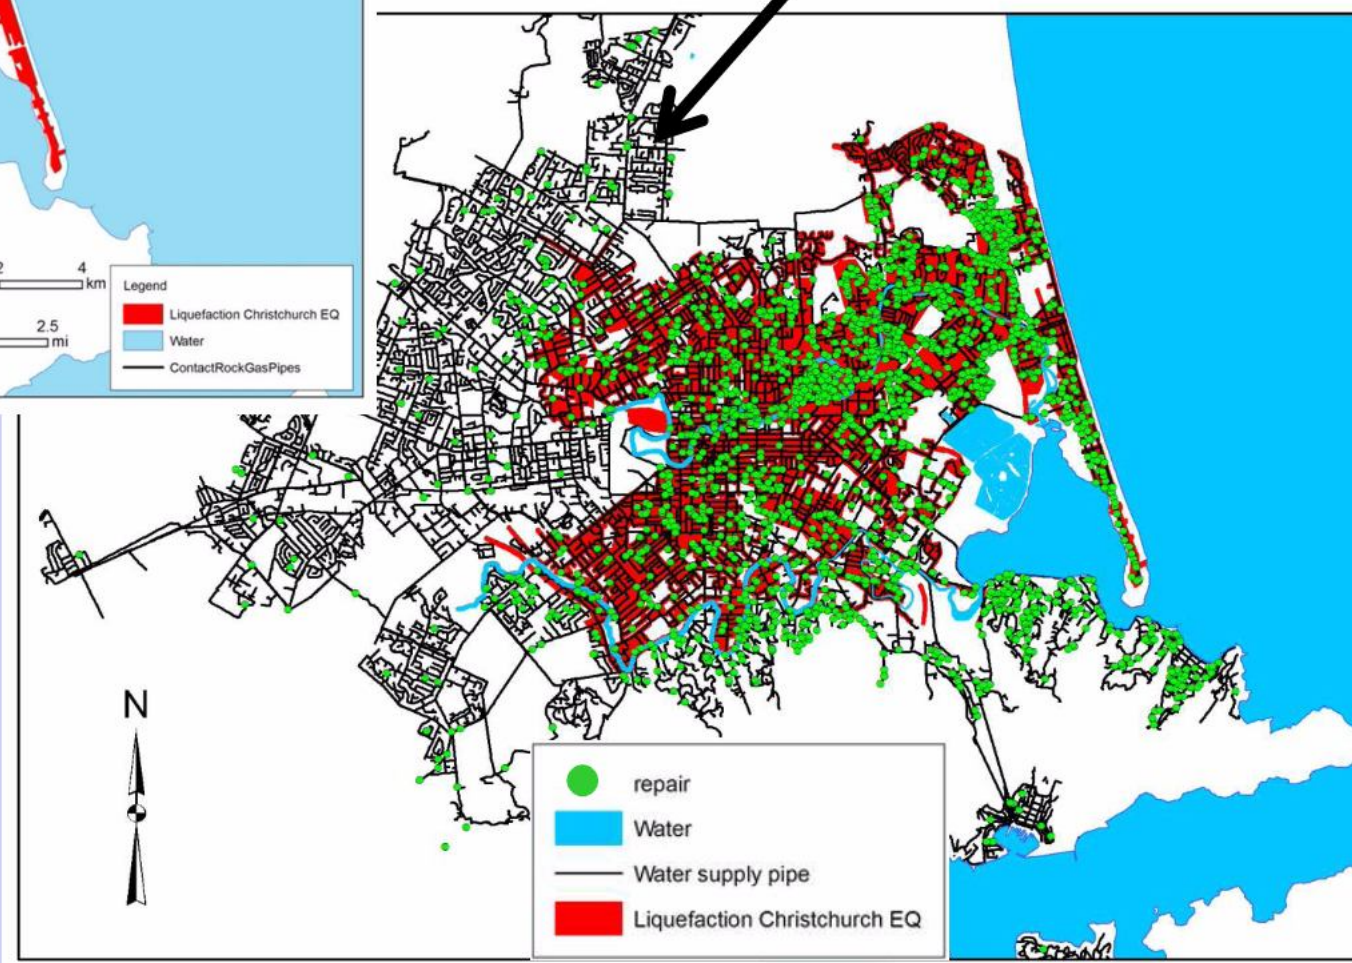 2
4
km
2.5
mi
Legend
Liquefaction Christchurch EQ
Water
ContactRockGasPipes
N
repair
Water
Water supply pipe
Liquefaction Christchurch EQ